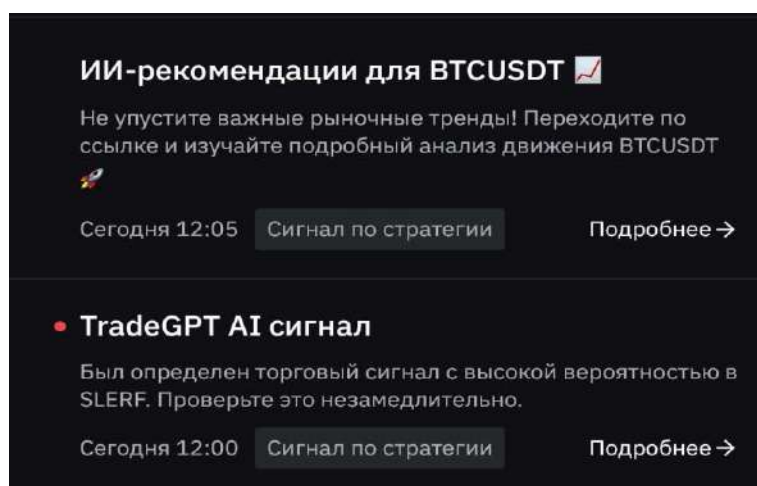 ИИ-рекомендации для BTCUSDT 📈
Не упустите важные рыночные тренды! Переходите по
ссылке и изучайте подробный анализ движения BTCUSDT
🚀
Сегодня 12:05 Сигнал по стратегии Подробнее →
TradeGPT AI сигнал
Был определен торговый сигнал с высокой вероятностью в
SLERF. Проверьте это незамедлительно.
Сегодня 12:00 Сигнал по стратегии Подробнее →